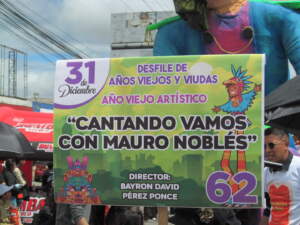 31
de
Diciembre
DESFILE DE
AÑOS VIEJOS Y VIUDAS
AÑO VIEJO ARTÍSTICO
"CANTANDO VAMOS
CON MAURO NOBLÉS"
DIRECTOR:
BAYRON DAVID
PÉREZ PONCE
62